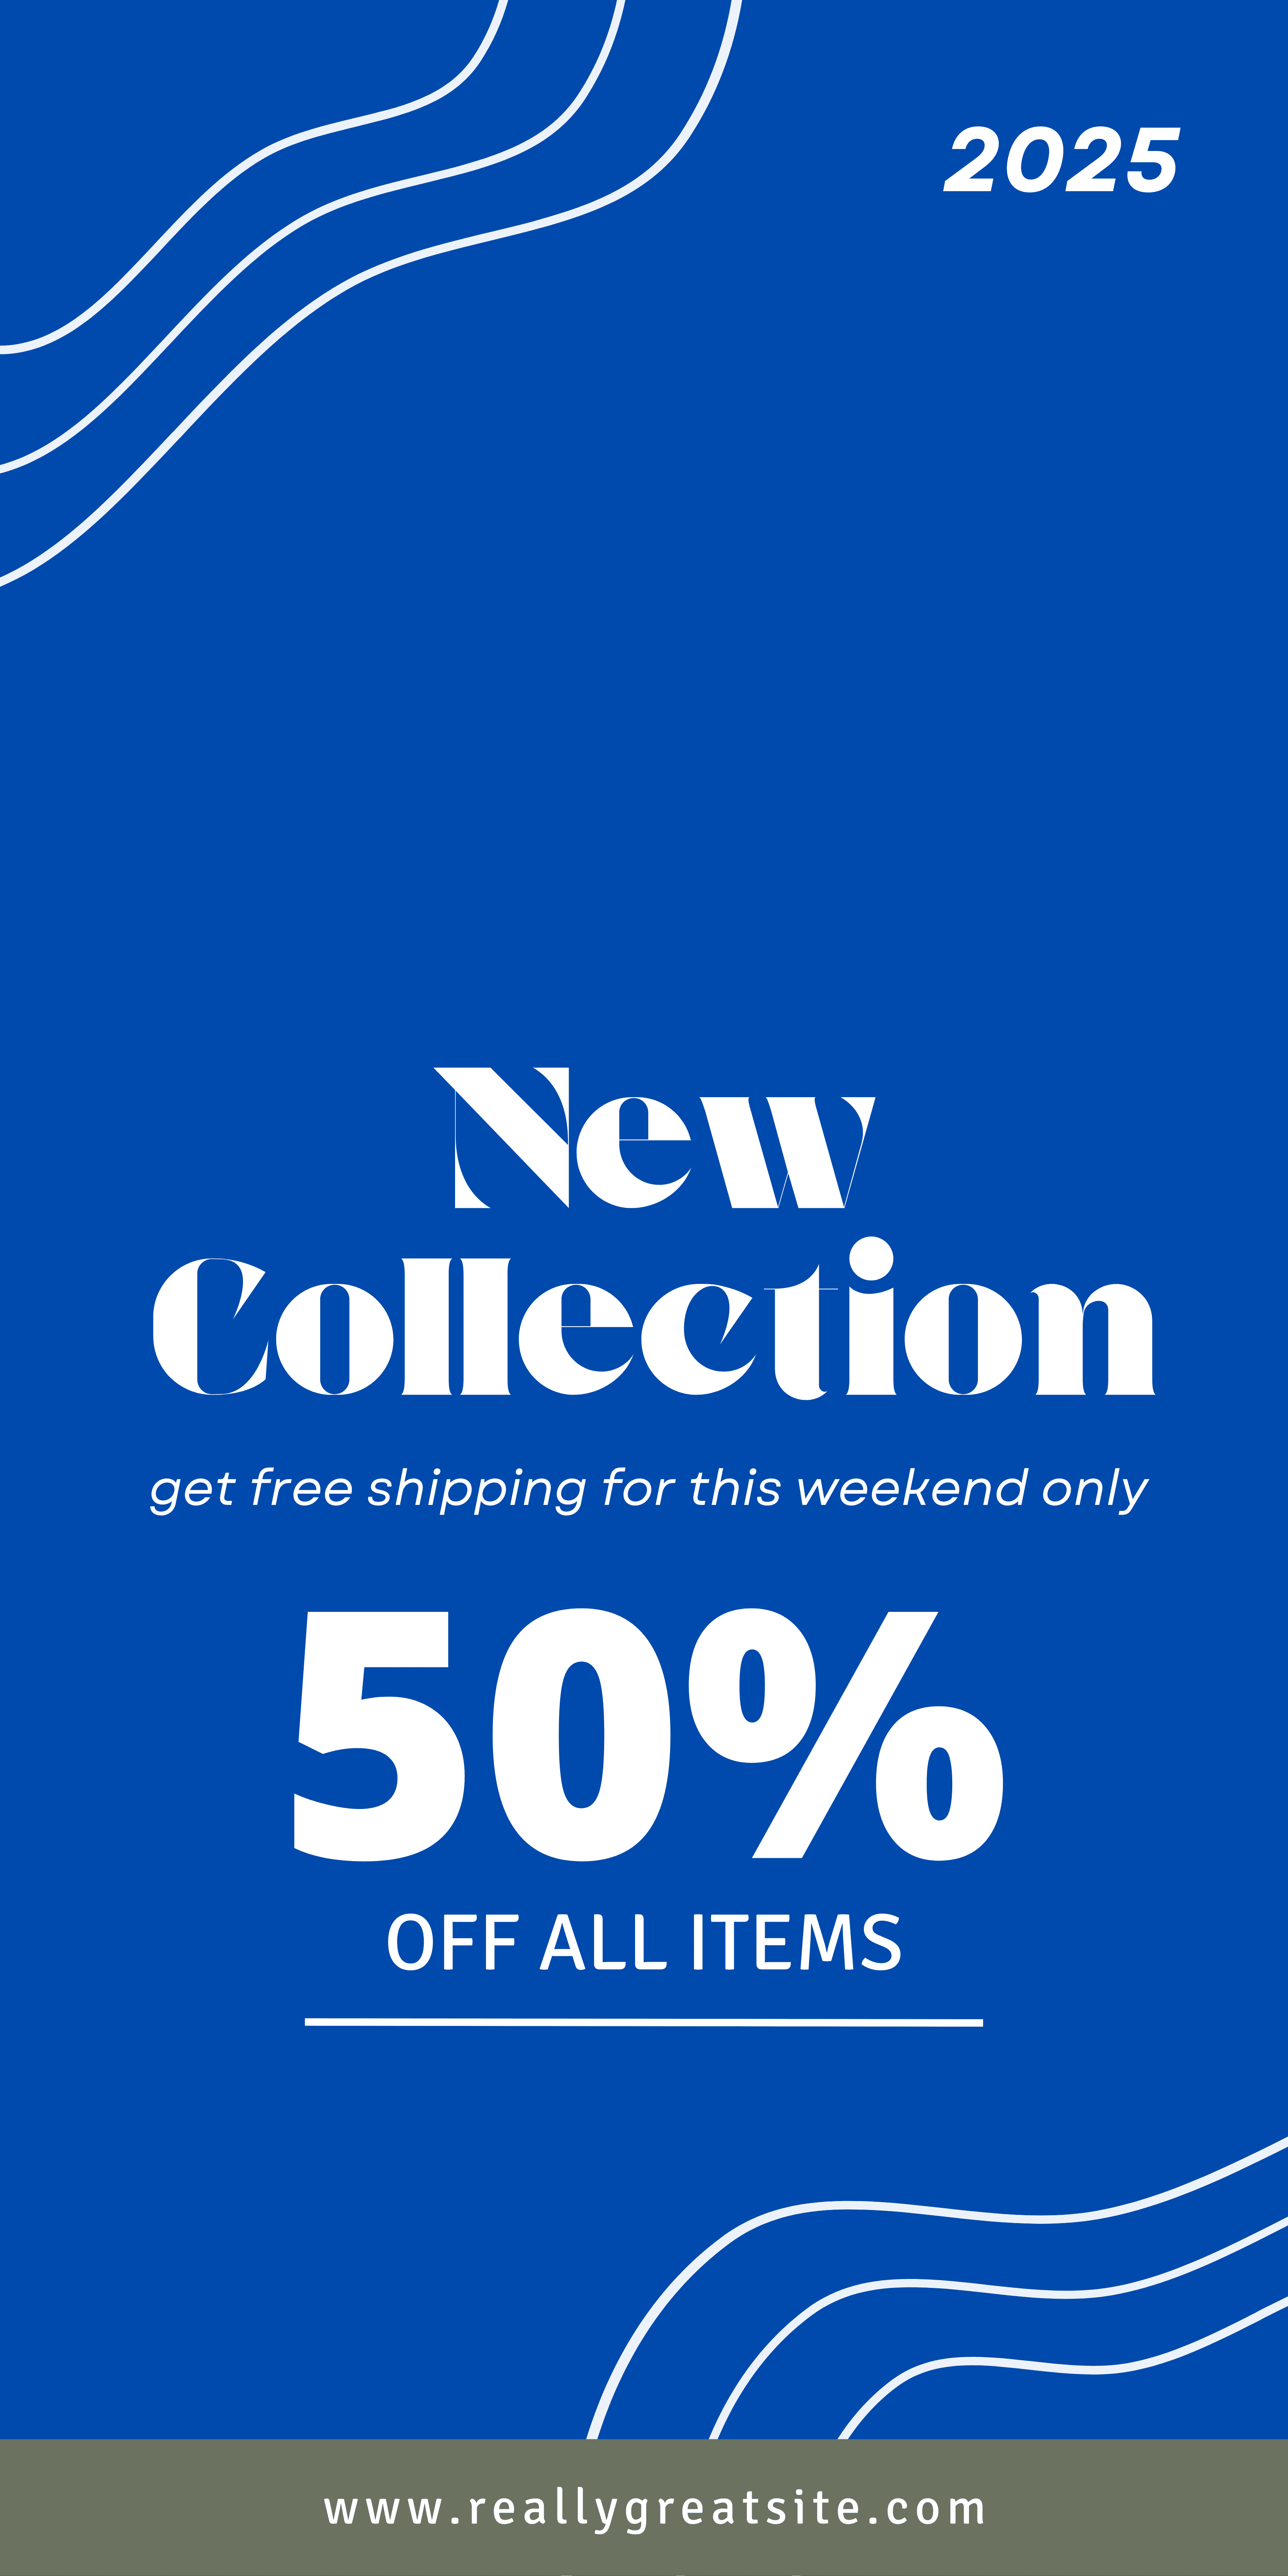 2025
New
Collection
get free shipping for this weekend only
50%
OFF ALL ITEMS
www.reallygreatsite.com